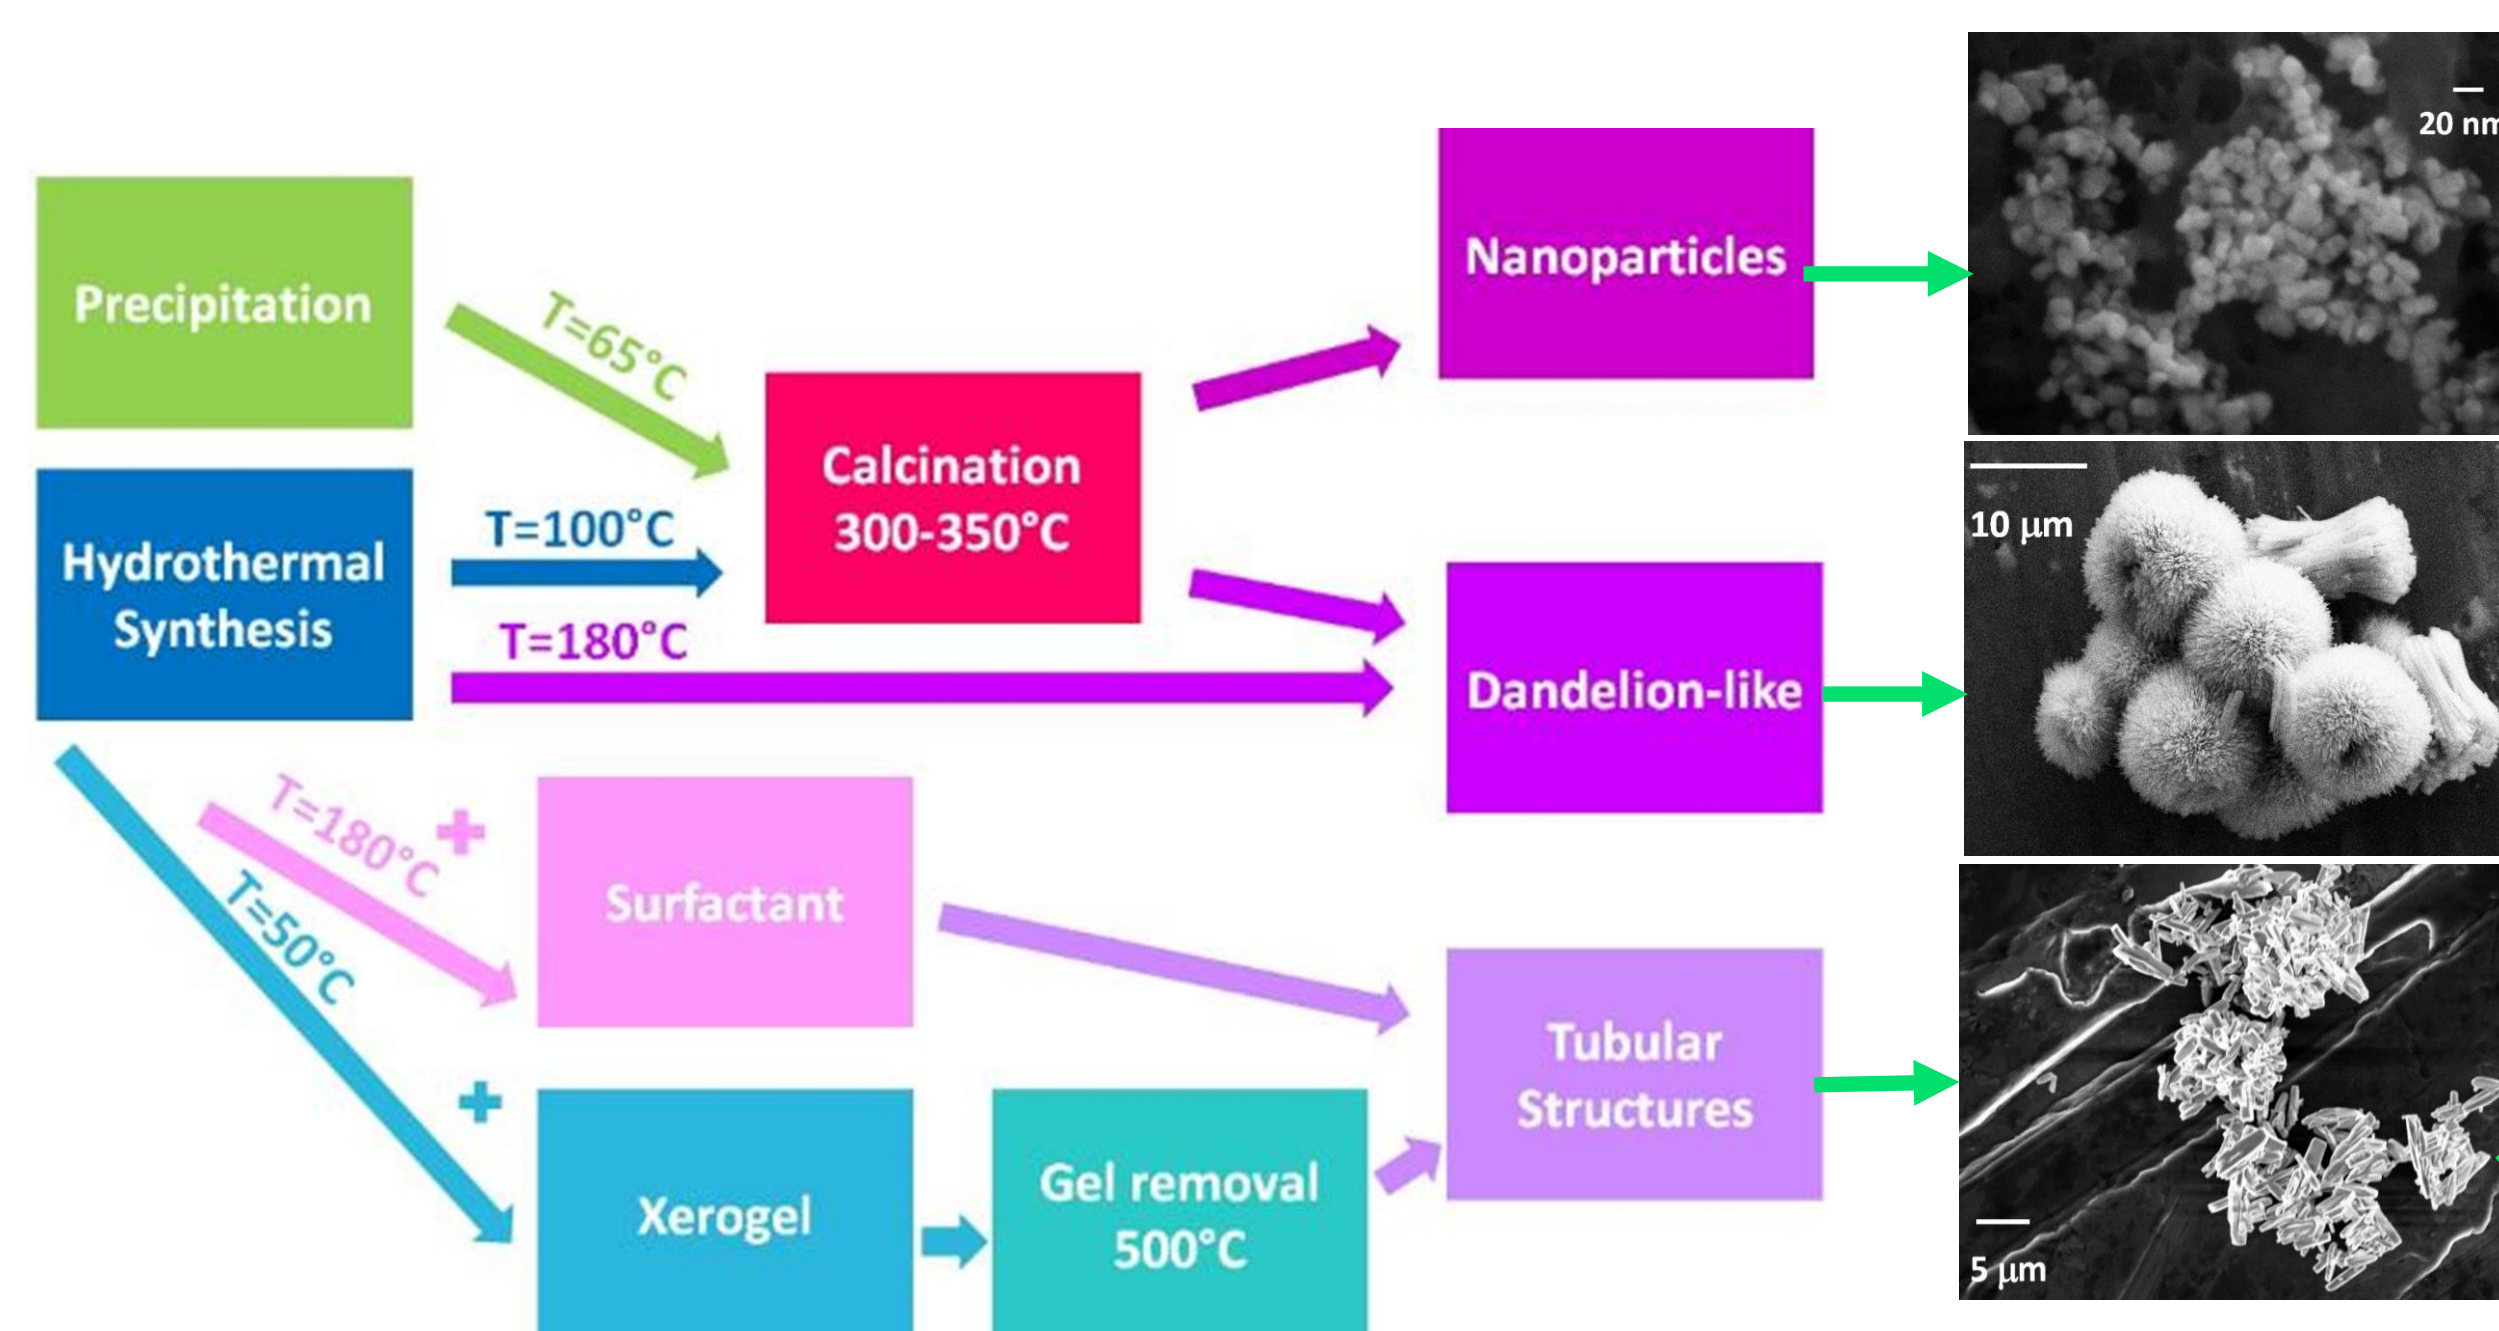 Precipitation
T=65°C
Hydrothermal
Synthesis
T=100°C
T=180°C
Calcination
300-350°C
Nanoparticles
20 nm
Dandelion-like
10 µm
T=180°C
+
Surfactant
T=50°C
+
Xerogel
Gel removal
500°C
Tubular
Structures
5 µm